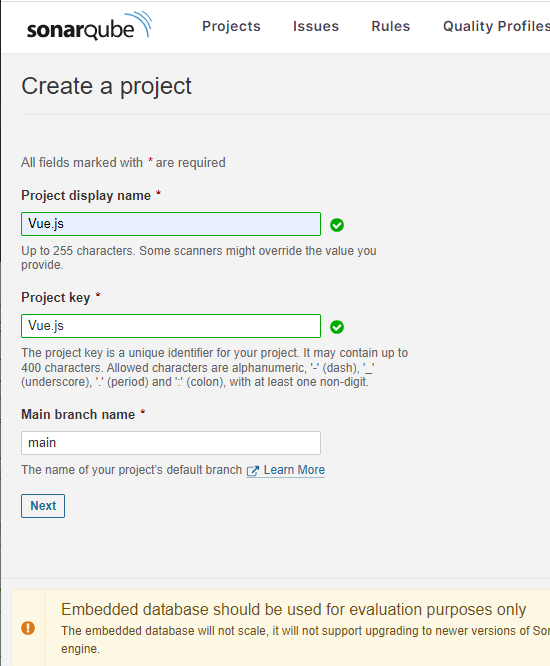 sonarqube
Projects Issues Rules Quality Profiles
Create a project
All fields marked with * are required
Project display name *
Vue.js
Up to 255 characters. Some scanners might override the value you
provide.
Project key *
Vue.js
The project key is a unique identifier for your project. It may contain up to
400 characters. Allowed characters are alphanumeric, '-' (dash), '_'
(underscore), '.' (period) and ':' (colon), with at least one non-digit.
Main branch name *
main
The name of your project's default branch Learn More
Next
Embedded database should be used for evaluation purposes only
The embedded database will not scale, it will not support upgrading to newer versions of
engine.